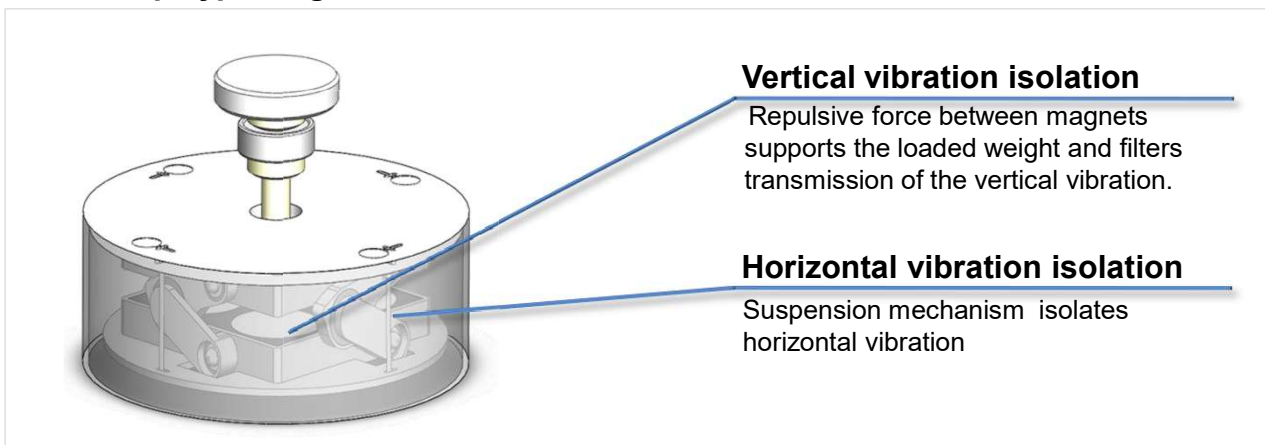 Vertical vibration isolation
Repulsive force between magnets
supports the loaded weight and filters
transmission of the vertical vibration.
Horizontal vibration isolation
Suspension mechanism isolates
horizontal vibration